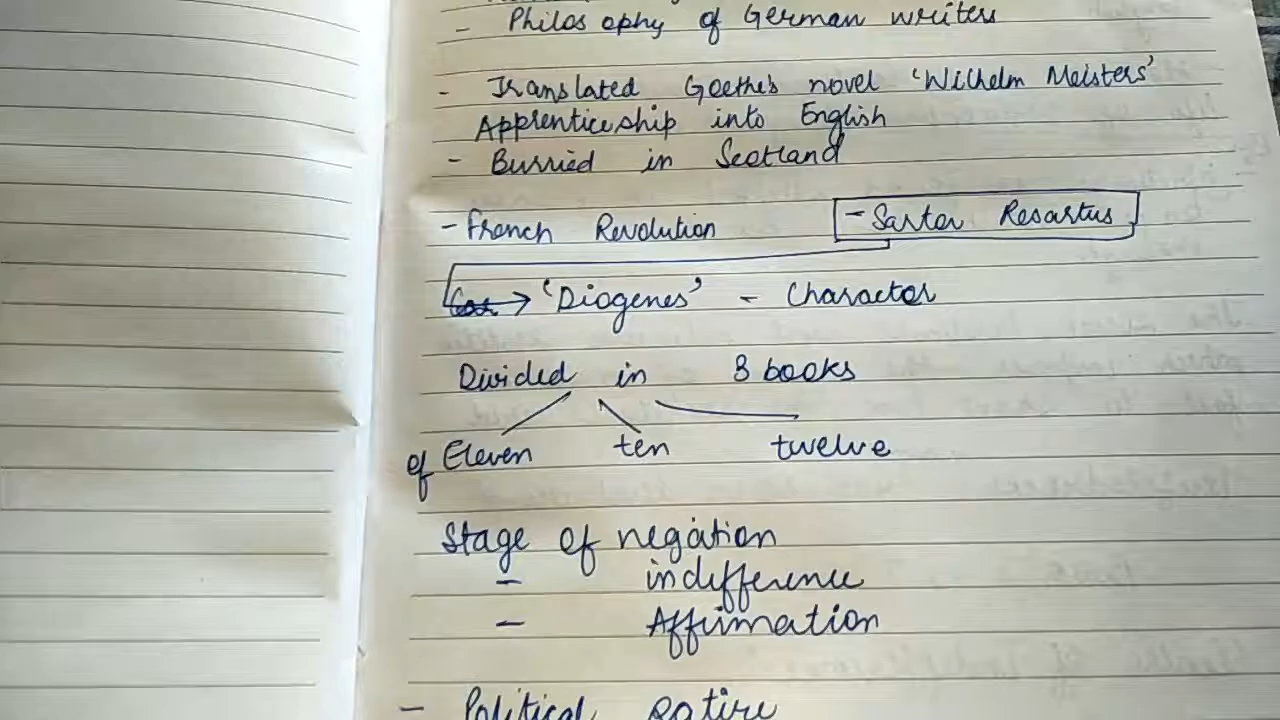 - Philosophy of German writers
- Translated Goethe's novel 'Wilhelm Meisters'
Apprenticeship into English
- Burried in Scotland
- French Revolution - Sartor Resartus
→ 'Diogenes' - Character
Divided in 3 books
of Eleven ten twelve
Stage of negation
- indifference
- Affirmation
- Political satire